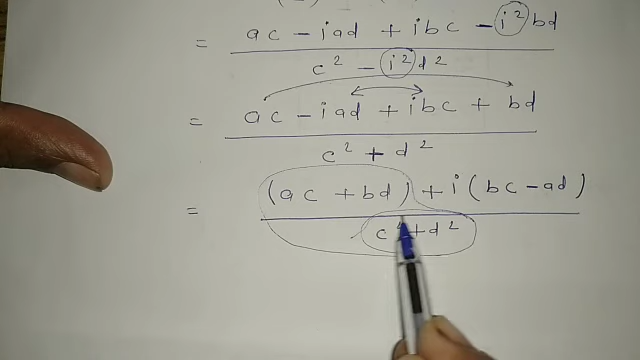 = ac - iad + ibc - i²bd
c² - i²d²
= ac - iad + ibc + bd
c² + d²
= (ac + bd) + i(bc - ad)
c² + d²